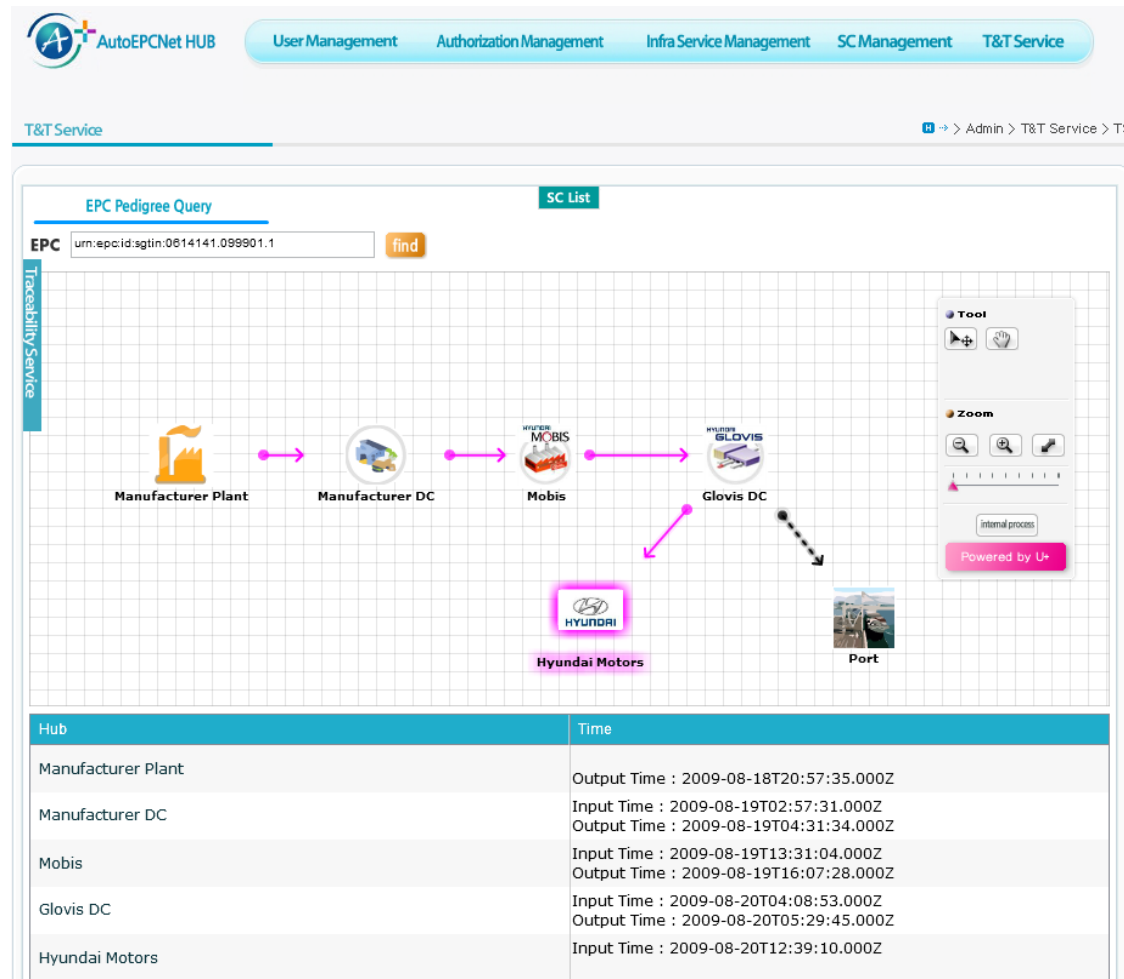 AutoEPCNet HUB
User Management Authorization Management Infra Service Management SC Management T&T Service
T&T Service
H > Admin > T&T Service >
EPC Pedigree Query
SC List
EPC urn:epc:id:sgtin:0614141.099901.1 find
Traceability Service
Tool
Zoom
internal process
Powered by U+
HYUNDAI
MOBIS
HYUNDAI
GLOVIS
Manufacturer Plant Manufacturer DC Mobis Glovis DC
HYUNDAI
Hyundai Motors Port
Hub Time
Manufacturer Plant
Output Time : 2009-08-18T20:57:35.000Z
Manufacturer DC
Input Time : 2009-08-19T02:57:31.000Z
Output Time : 2009-08-19T04:31:34.000Z
Mobis
Input Time : 2009-08-19T13:31:04.000Z
Output Time : 2009-08-19T16:07:28.000Z
Glovis DC
Input Time : 2009-08-20T04:08:53.000Z
Output Time : 2009-08-20T05:29:45.000Z
Hyundai Motors
Input Time : 2009-08-20T12:39:10.000Z